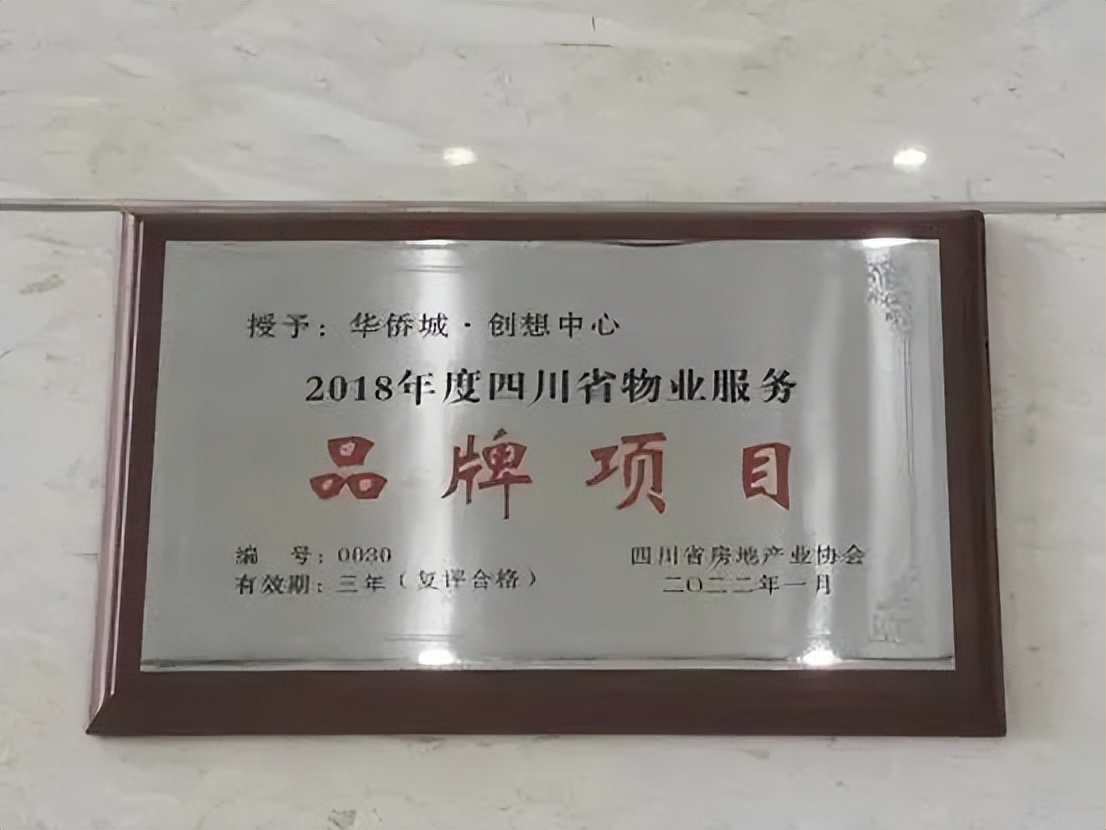 授予：华侨城·创想中心
2018年度四川省物业服务
品牌项目
编 号：0030
有效期：三年（复评合格）
四川省房地产业协会
二〇二二年一月